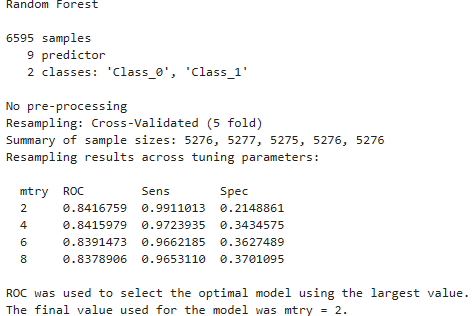 Random Forest
6595 samples
9 predictor
2 classes: 'Class_0', 'Class_1'
No pre-processing
Resampling: Cross-Validated (5 fold)
Summary of sample sizes: 5276, 5277, 5275, 5276, 5276
Resampling results across tuning parameters:
mtry ROC Sens Spec
2 0.8416759 0.9911013 0.2148861
4 0.8415979 0.9723935 0.3434575
6 0.8391473 0.9662185 0.3627489
8 0.8378906 0.9653110 0.3701095
ROC was used to select the optimal model using the largest value.
The final value used for the model was mtry = 2.